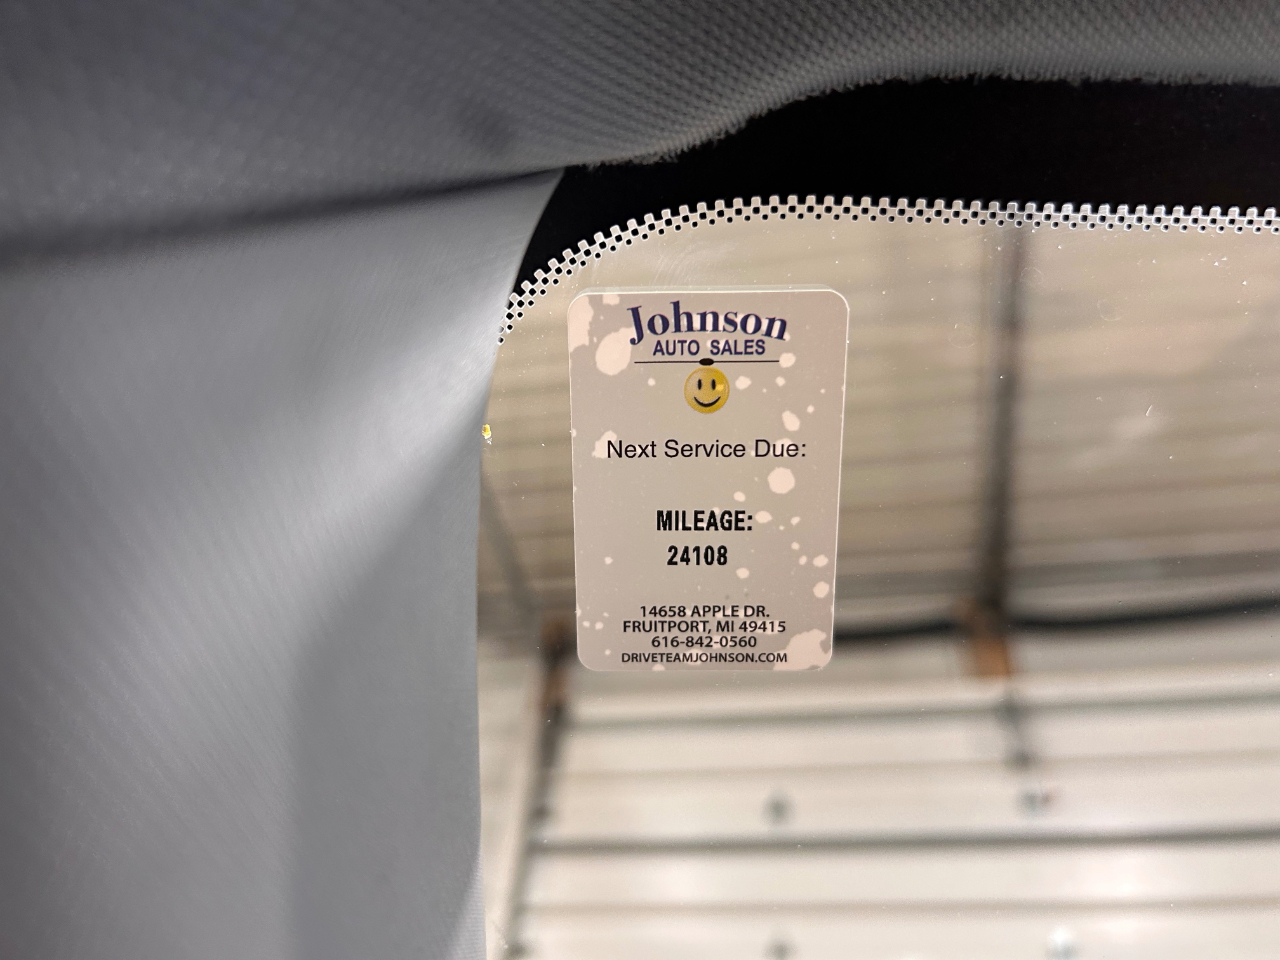 Johnson
AUTO SALES
Next Service Due:
MILEAGE:
24108
14658 APPLE DR.
FRUITPORT, MI 49415
616-842-0560
DRIVETEAMJOHNSON.COM